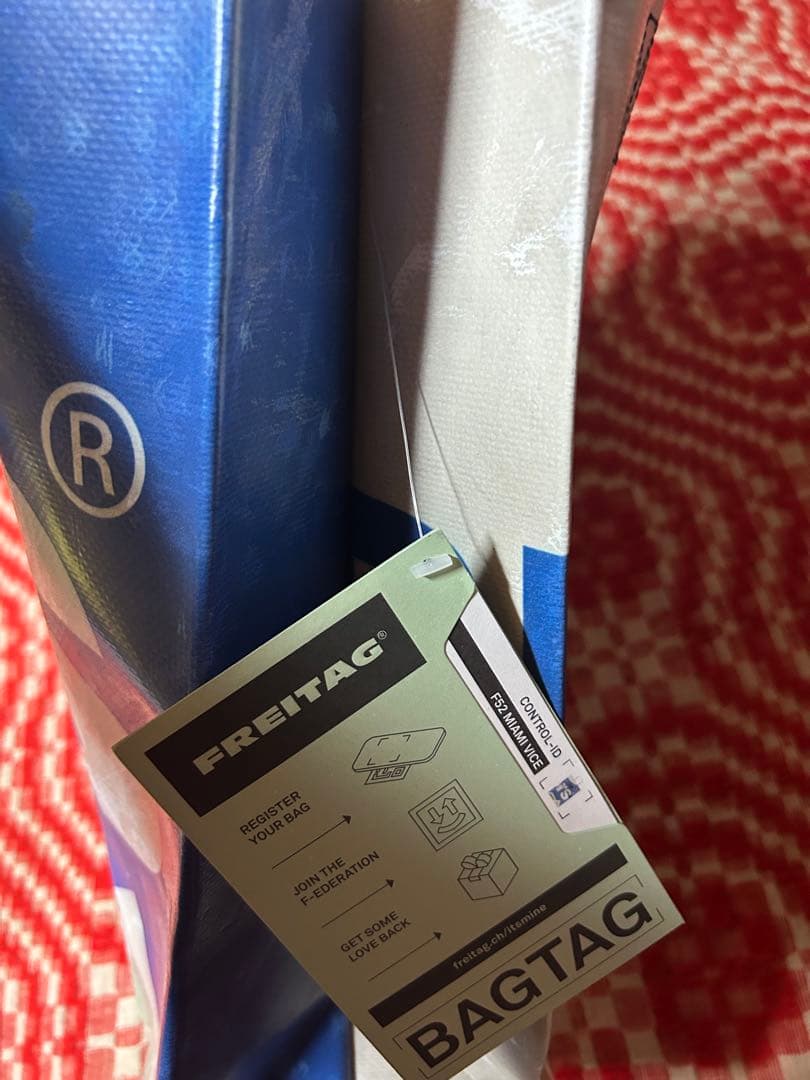 ®
FREITAG®
CONTROL-ID
F52 MIAMI VICE
REGISTER
YOUR BAG
JOIN THE
F-EDERATION
GET SOME
LOVE BACK
freitag.ch/itsmine
BAGTAG